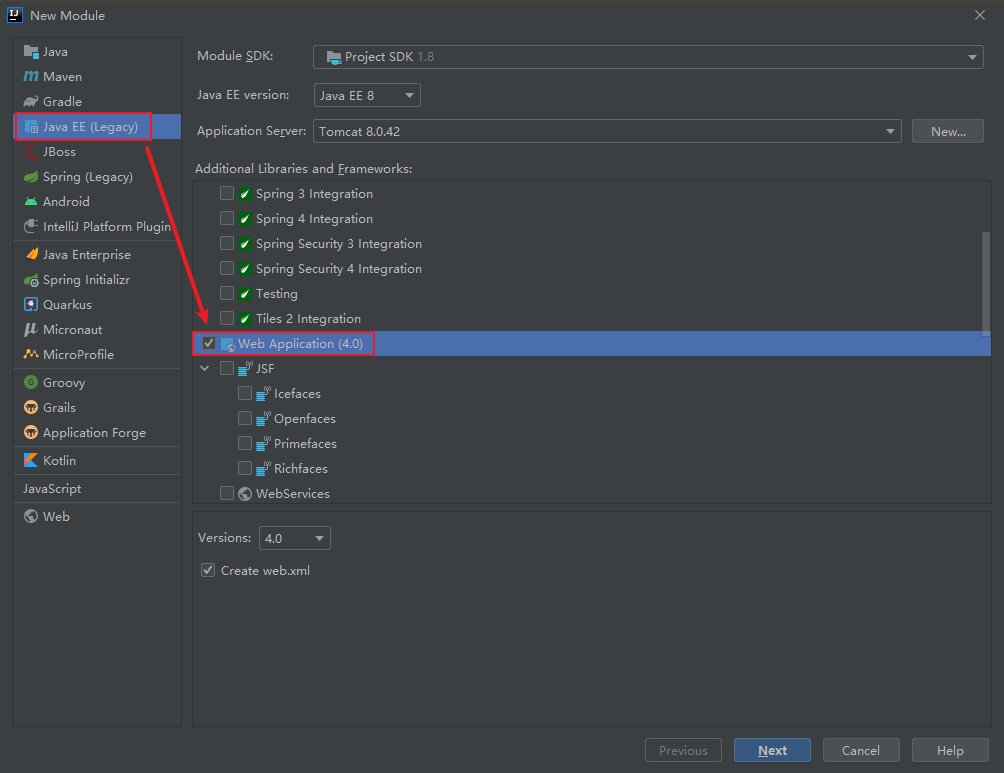 New Module
Java
Maven
Gradle
Java EE (Legacy)
JBoss
Spring (Legacy)
Android
IntelliJ Platform Plugin
Java Enterprise
Spring Initializr
Quarkus
Micronaut
MicroProfile
Groovy
Grails
Application Forge
Kotlin
JavaScript
Web
Module SDK: Project SDK 1.8
Java EE version: Java EE 8
Application Server: Tomcat 8.0.42 New...
Additional Libraries and Frameworks:
Spring 3 Integration
Spring 4 Integration
Spring Security 3 Integration
Spring Security 4 Integration
Testing
Tiles 2 Integration
Web Application (4.0)
JSF
Icefaces
Openfaces
Primefaces
Richfaces
WebServices
Versions: 4.0
Create web.xml
Previous Next Cancel Help